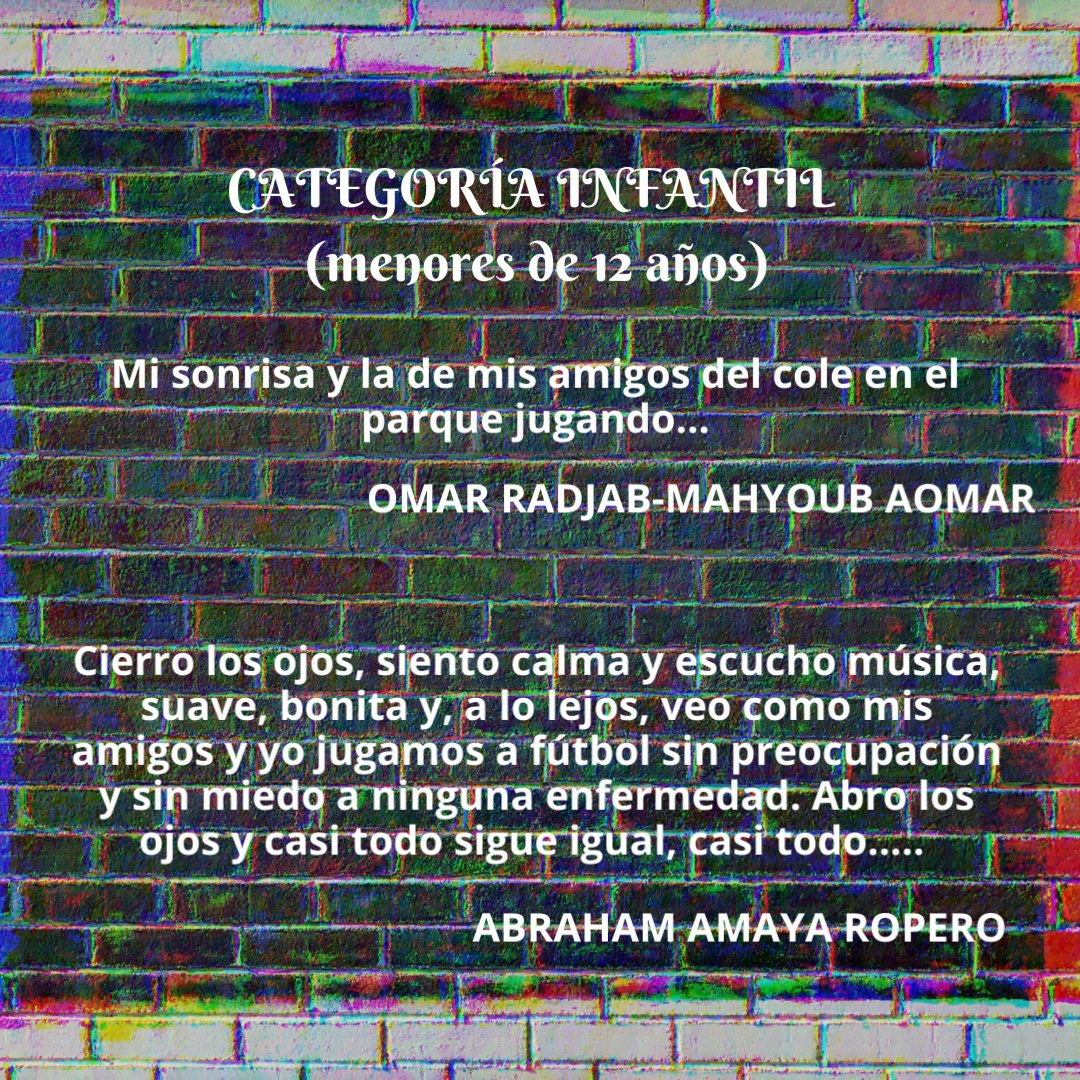 CATEGORÍA INFANTIL
(menores de 12 años)
Mi sonrisa y la de mis amigos del cole en el
parque jugando...
OMAR RADJAB-MAHYOUB AOMAR
Cierro los ojos, siento calma y escucho música,
suave, bonita y, a lo lejos, veo como mis
amigos y yo jugamos a fútbol sin preocupación
y sin miedo a ninguna enfermedad. Abro los
ojos y casi todo sigue igual, casi todo.....
ABRAHAM AMAYA ROPERO